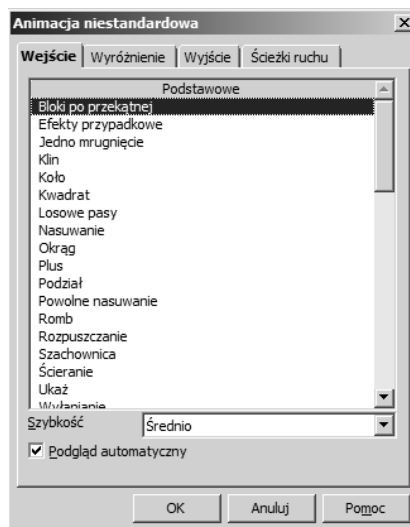 Animacja niestandardowa
Wejście Wyróżnienie Wyjście Ścieżki ruchu
Podstawowe
Bloki po przekątnej
Efekty przypadkowe
Jedno mrugnięcie
Klin
Koło
Kwadrat
Losowe pasy
Nasuwanie
Okrąg
Plus
Podział
Powolne nasuwanie
Romb
Rozpuszczanie
Szachownica
Ścieranie
Ukaż
Wyłanianie
Szybkość Średnio
Podgląd automatyczny
OK Anuluj Pomoc